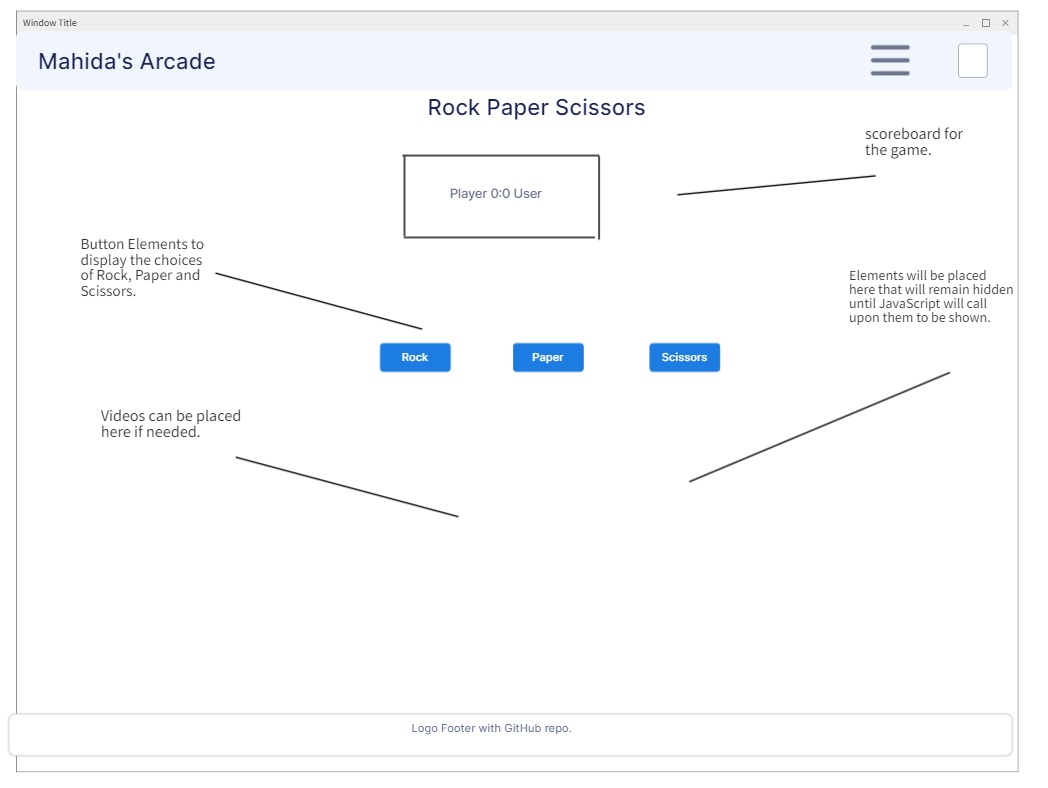 Window Title
Mahida's Arcade
Rock Paper Scissors
scoreboard for
the game.
Player 0:0 User
Button Elements to
display the choices
of Rock, Paper and
Scissors.
Elements will be placed
here that will remain hidden
until JavaScript will call
upon them to be shown.
Rock
Paper
Scissors
Videos can be placed
here if needed.
Logo Footer with GitHub repo.